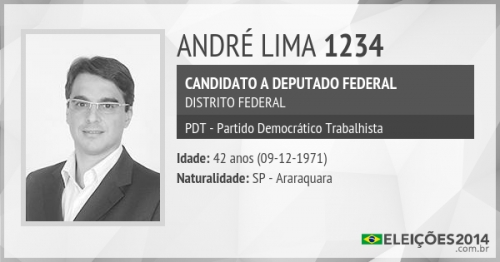 ANDRÉ LIMA 1234
CANDIDATO A DEPUTADO FEDERAL
DISTRITO FEDERAL
PDT - Partido Democrático Trabalhista
Idade: 42 anos (09-12-1971)
Naturalidade: SP - Araraquara
ELEIÇÕES2014
.com.br